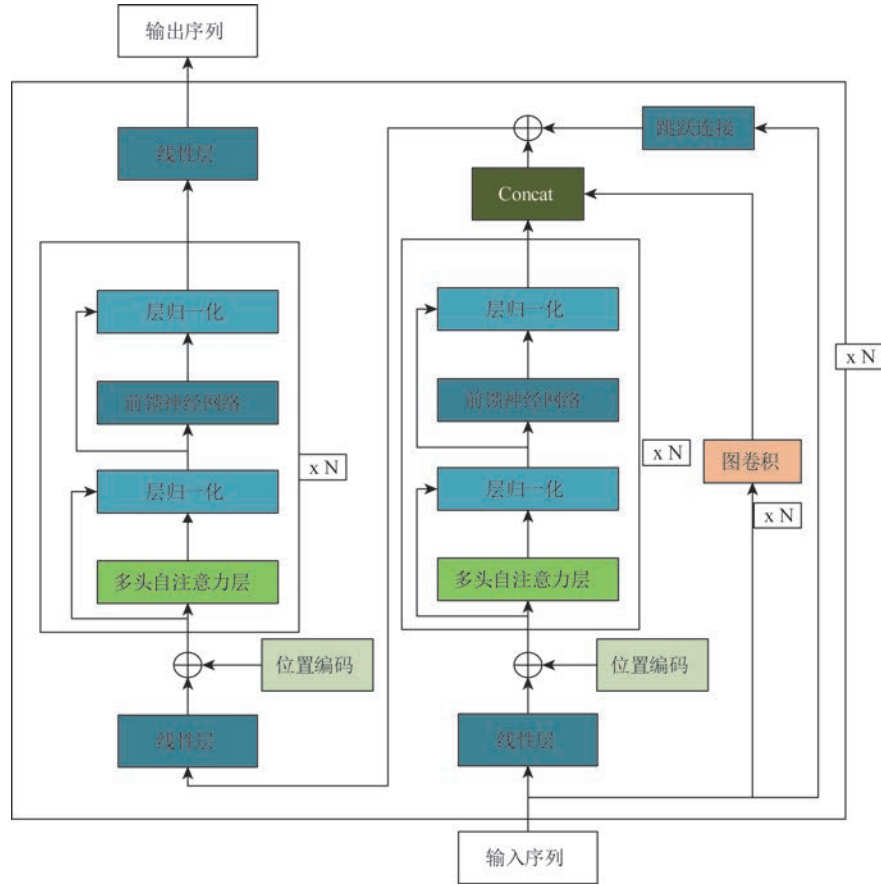 输出序列
线性层
层归一化
前馈神经网络
层归一化
多头自注意力层
x N
位置编码
线性层
跳跃连接
Concat
层归一化
前馈神经网络
层归一化
多头自注意力层
x N
位置编码
线性层
图卷积
x N
x N
输入序列